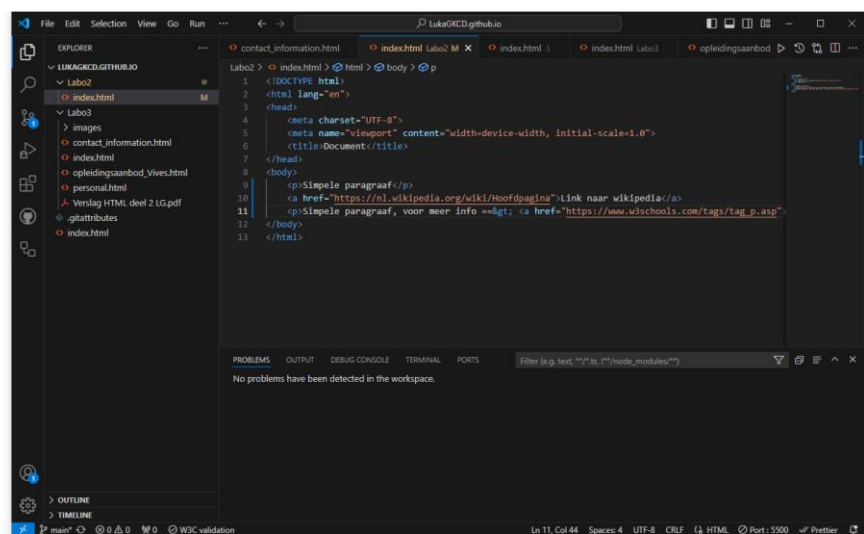 File Edit Selection View Go Run ··· LukaGKCD.github.io
EXPLORER ···
LUKAGKCD.GITHUB.IO
Labo2
index.html M
Labo3
images
contact_information.html
index.html
opleidingsaanbod_Vives.html
personal.html
Verslag HTML deel 2 LG.pdf
.gitattributes
index.html
OUTLINE
TIMELINE
contact_information.html index.html Labo2 M index.html .\ index.html Labo3 opleidingsaanbod
Labo2 > index.html > html > body > p
1 <!DOCTYPE html>
2 <html lang="en">
3 <head>
4 <meta charset="UTF-8">
5 <meta name="viewport" content="width=device-width, initial-scale=1.0">
6 <title>Document</title>
7 </head>
8 <body>
9 <p>Simpele paragraaf</p>
10 <a href="https://nl.wikipedia.org/wiki/Hoofdpagina">Link naar wikipedia</a>
11 <p>Simpele paragraaf, voor meer info ==&gt; <a href="https://www.w3schools.com/tags/tag_p.asp"
12 </body>
13 </html>
PROBLEMS OUTPUT DEBUG CONSOLE TERMINAL PORTS Filter (e.g. text, **/*.ts, !**/node_modules/**)
No problems have been detected in the workspace.
1
1
main* 0 0 0 W3C validation Ln 11, Col 44 Spaces: 4 UTF-8 CRLF HTML Port : 5500 Prettier